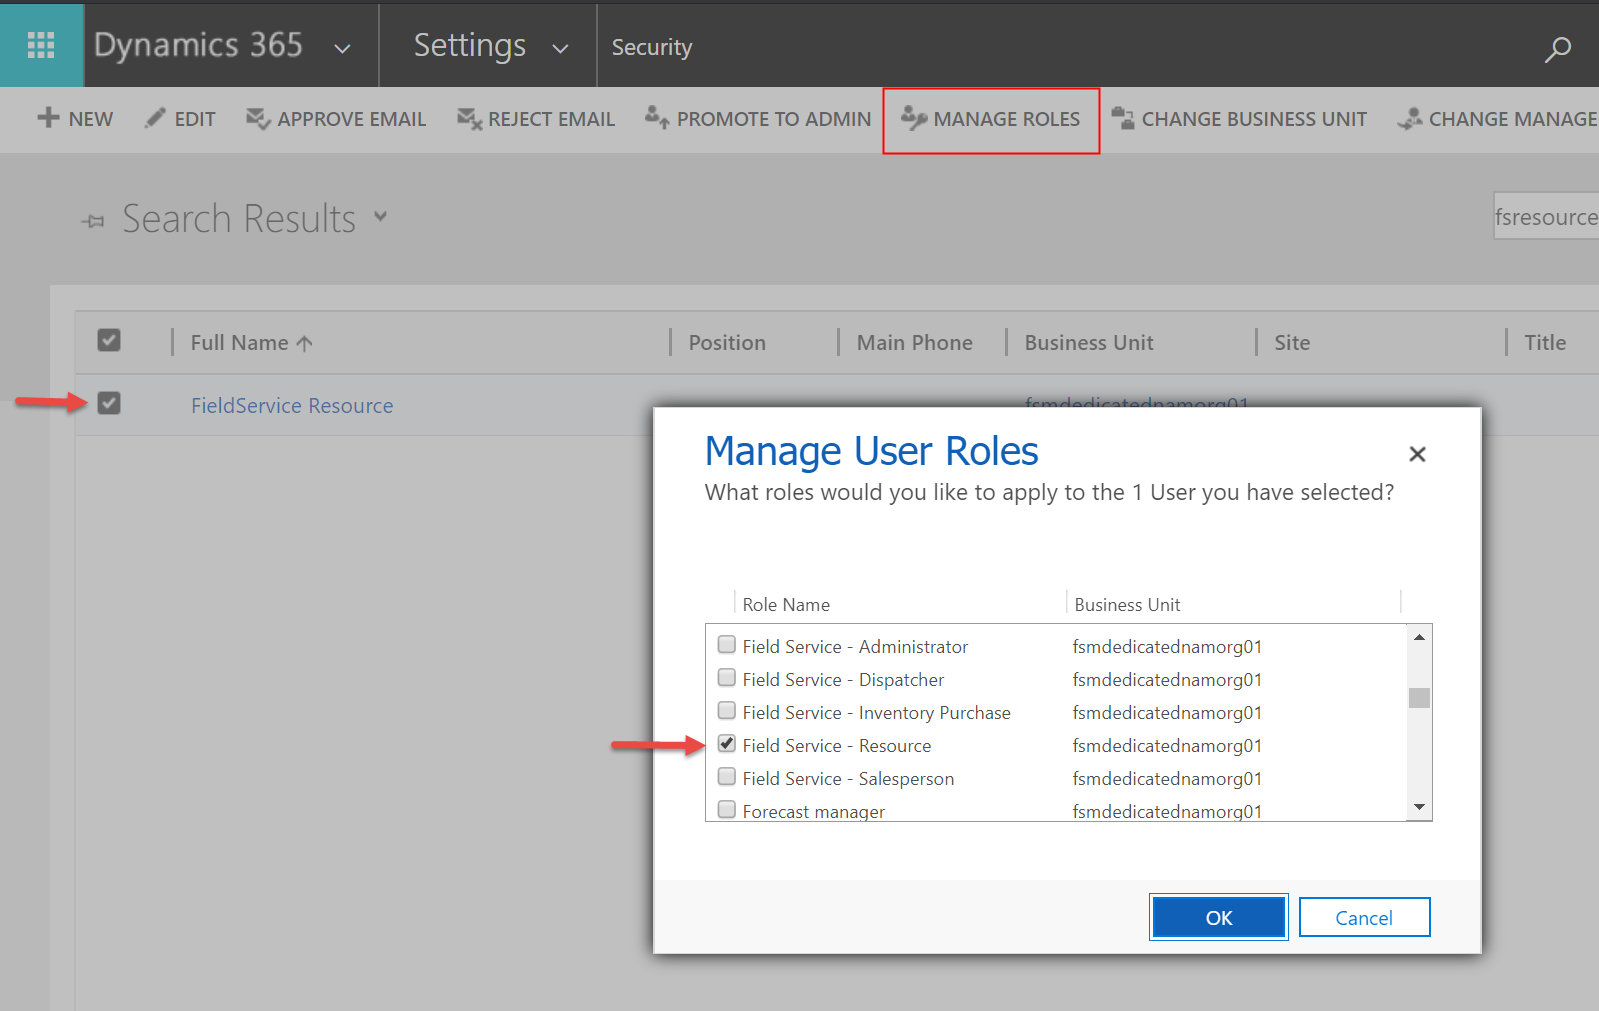 Dynamics 365 Settings Security
NEW EDIT APPROVE EMAIL REJECT EMAIL PROMOTE TO ADMIN MANAGE ROLES CHANGE BUSINESS UNIT CHANGE MANAGE
Search Results
fsresource
Full Name Position Main Phone Business Unit Site Title
FieldService Resource fsmdedicatednamorg01
Manage User Roles
What roles would you like to apply to the 1 User you have selected?
Role Name Business Unit
Field Service - Administrator fsmdedicatednamorg01
Field Service - Dispatcher fsmdedicatednamorg01
Field Service - Inventory Purchase fsmdedicatednamorg01
Field Service - Resource fsmdedicatednamorg01
Field Service - Salesperson fsmdedicatednamorg01
Forecast manager fsmdedicatednamorg01
OK Cancel